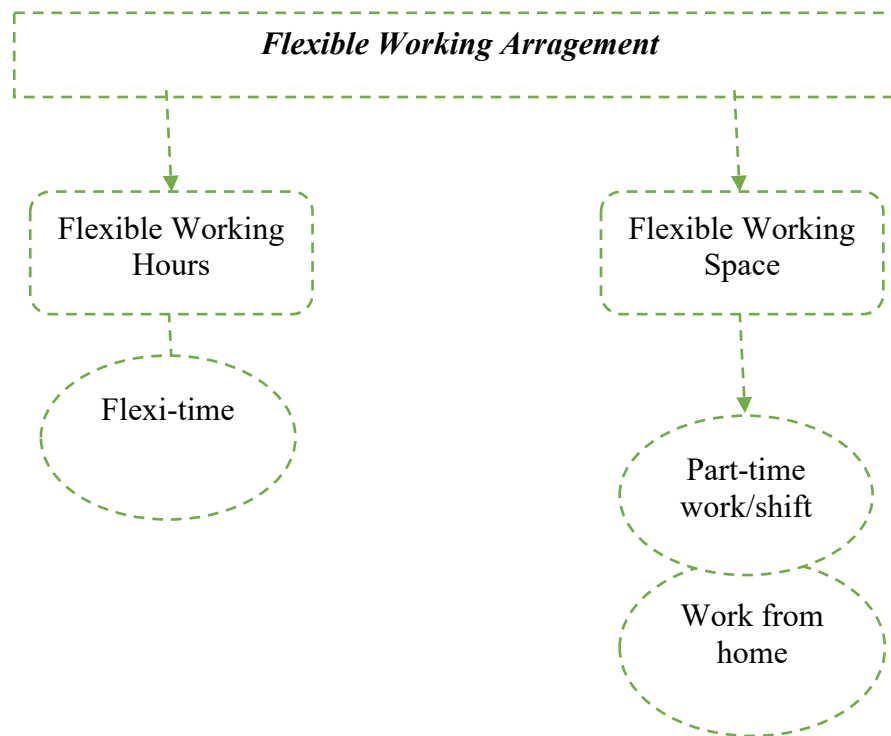 Flexible Working Arragement
Flexible Working
Hours
Flexi-time
Flexible Working
Space
Part-time
work/shift
Work from
home